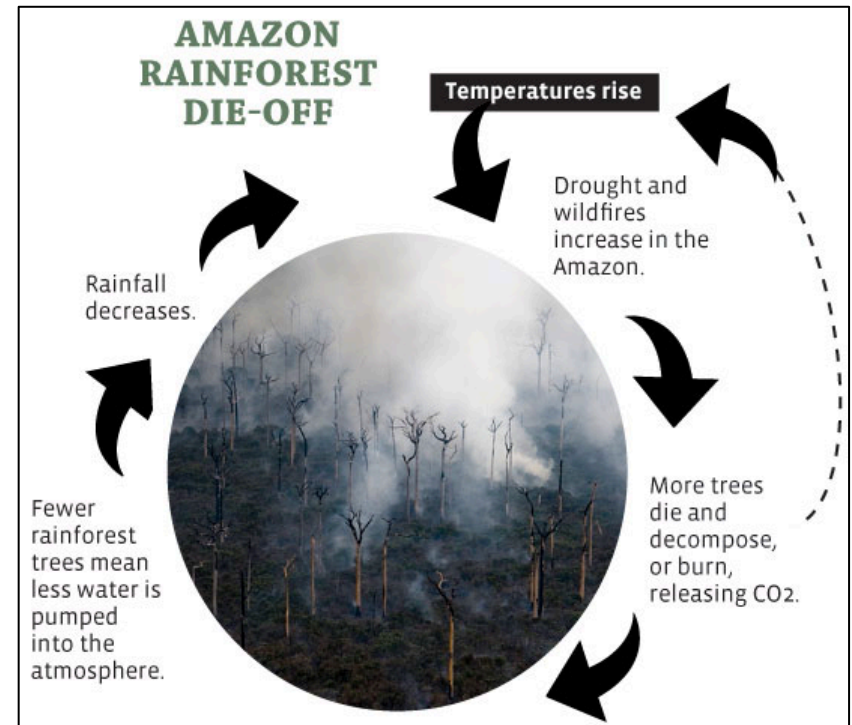 AMAZON
RAINFOREST
DIE-OFF
Temperatures rise
Drought and
wildfires
increase in the
Amazon.
More trees
die and
decompose,
or burn,
releasing CO2.
Fewer
rainforest
trees mean
less water is
pumped
into the
atmosphere.
Rainfall
decreases.